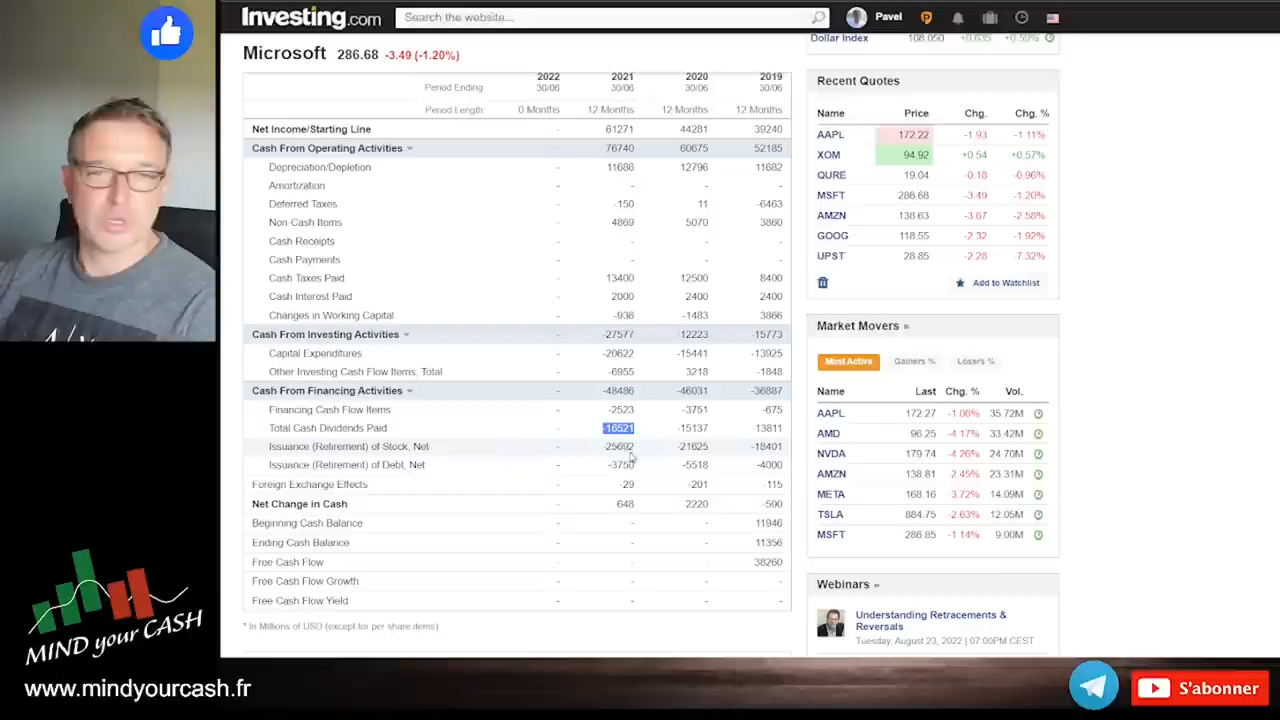 Investing.com
Search the website...
Pavel
Microsoft 286.68 -3.49 (-1.20%)
2022 2021 2020 2019
Period Ending 30/06 30/06 30/06 30/06
Period Length: 0 Months 12 Months 12 Months 12 Months
Net Income/Starting Line - 61271 44281 39240
Cash From Operating Activities - 76740 60675 52185
Depreciation/Depletion - 11686 12796 11682
Amortization - - - -
Deferred Taxes - -150 11 -6463
Non-Cash Items - 4869 5070 3860
Cash Receipts - - - -
Cash Payments - - - -
Cash Taxes Paid - 13400 12500 8400
Cash Interest Paid - 2000 2400 2400
Changes in Working Capital - -936 -1483 3866
Cash From Investing Activities - -27577 -12223 -15773
Capital Expenditures - -20622 -15441 -13925
Other Investing Cash Flow Items, Total - -6955 3218 -1848
Cash From Financing Activities - -48486 -46031 -36887
Financing Cash Flow Items - -2523 -3751 -675
Total Cash Dividends Paid - -16521 -15137 -13811
Issuance (Retirement) of Stock, Net - -25692 -21625 -18401
Issuance (Retirement) of Debt, Net - -3750 -5518 -4000
Foreign Exchange Effects - -29 -201 -115
Net Change in Cash - 648 2220 -590
Beginning Cash Balance - - - 11946
Ending Cash Balance - - - 11356
Free Cash Flow - - - 38260
Free Cash Flow Growth - - - -
Free Cash Flow Yield - - - -
* In Millions of USD (except for per share items)
Dollar Index 108.050 +0.635 +0.59%
Recent Quotes
Name Price Chg. Chg. %
AAPL 172.22 -1.93 -1.11%
XOM 94.92 +0.54 +0.57%
QURE 19.04 -0.18 -0.96%
MSFT 286.68 -3.49 -1.20%
AMZN 138.63 -3.67 -2.58%
GOOG 118.55 -2.32 -1.92%
UPST 28.85 -2.28 -7.32%
Add to Watchlist
Market Movers »
Most Active Gainers % Losers %
Name Last Chg. % Vol.
AAPL 172.27 -1.08% 35.72M
AMD 96.25 -4.17% 33.42M
NVDA 179.74 -4.26% 24.70M
AMZN 138.81 -2.45% 23.31M
META 168.16 -3.72% 14.09M
TSLA 884.75 -2.63% 12.05M
MSFT 286.85 -1.14% 9.00M
Webinars »
Understanding Retracements &
Reversals
Tuesday, August 23, 2022 | 07:00PM CEST
MIND your CASH
www.mindyourcash.fr
S'abonner